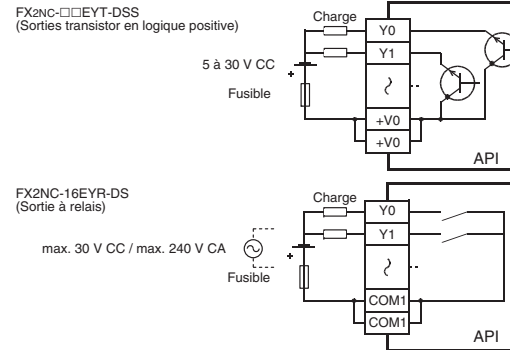 FX2NC-□□EYT-DSS
(Sorties transistor en logique positive)
Charge
Y0
Y1
5 à 30 V CC
+
Fusible
+V0
+V0
API
FX2NC-16EYR-DS
(Sortie à relais)
Charge
Y0
Y1
max. 30 V CC / max. 240 V CA
+
Fusible
COM1
COM1
API